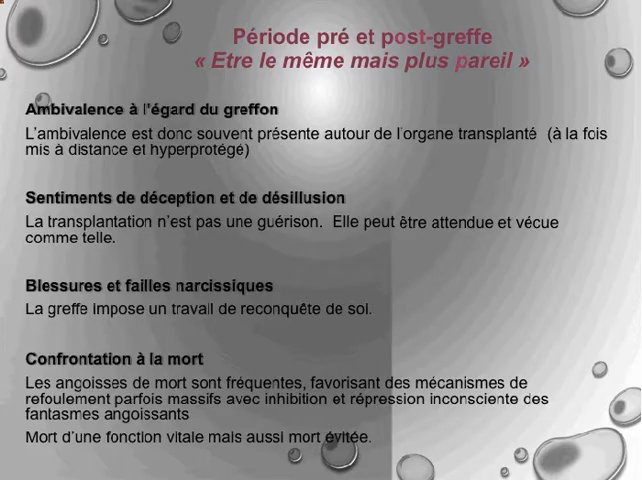 Période pré et post-greffe
« Etre le même mais plus pareil »
Ambivalence à l'égard du greffon
L'ambivalence est donc souvent présente autour de l'organe transplanté (à la fois
mis à distance et hyperprotégé)
Sentiments de déception et de désillusion
La transplantation n'est pas une guérison. Elle peut être attendue et vécue
comme telle.
Blessures et failles narcissiques
La greffe impose un travail de reconquête de soi.
Confrontation à la mort
Les angoisses de mort sont fréquentes, favorisant des mécanismes de
refoulement parfois massifs avec inhibition et répression inconsciente des
fantasmes angoissants
Mort d'une fonction vitale mais aussi mort évitée.